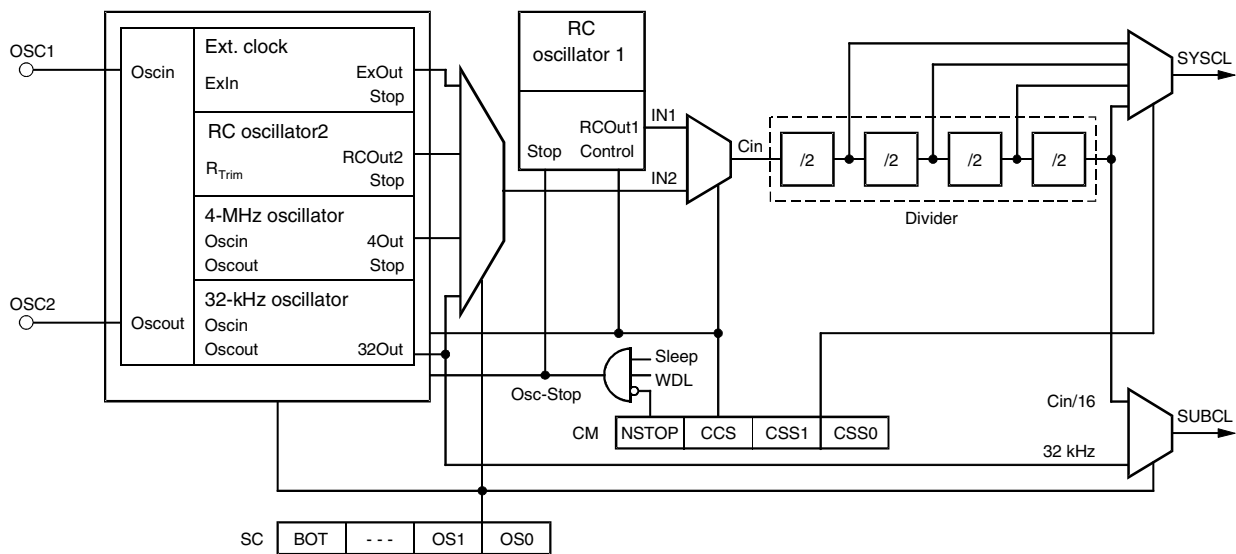 OSC1
OSC2
Oscin
Oscout
Ext. clock
ExIn
ExOut
Stop
RC oscillator2
RTrim
RCOut2
Stop
4-MHz oscillator
Oscin
Oscout
4Out
Stop
32-kHz oscillator
Oscin
Oscout
32Out
RC
oscillator 1
RCOut1
Stop
Control
IN1
IN2
Cin
/2
/2
/2
/2
Divider
SYSCL
Sleep
WDL
Osc-Stop
CM
NSTOP
CCS
CSS1
CSS0
Cin/16
32 kHz
SUBCL
SC
BOT
- - -
OS1
OS0